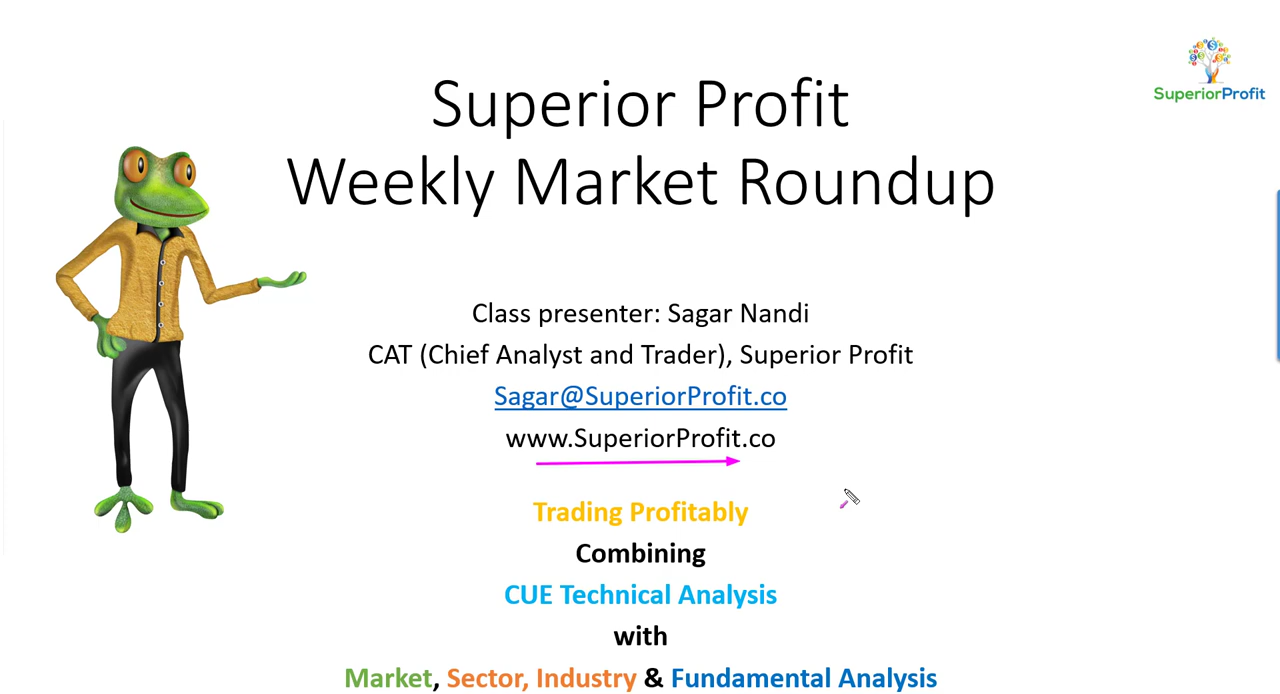 SuperiorProfit
Superior Profit
Weekly Market Roundup
Class presenter: Sagar Nandi
CAT (Chief Analyst and Trader), Superior Profit
Sagar@SuperiorProfit.co
www.SuperiorProfit.co
Trading Profitably
Combining
CUE Technical Analysis
with
Market, Sector, Industry & Fundamental Analysis